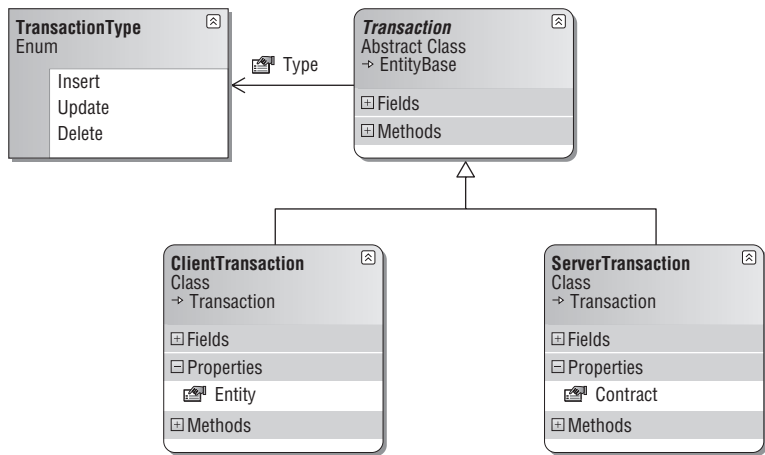 TransactionType
Enum
Insert
Update
Delete
Type
Transaction
Abstract Class
EntityBase
Fields
Methods
ClientTransaction
Class
Transaction
Fields
Properties
Entity
Methods
ServerTransaction
Class
Transaction
Fields
Properties
Contract
Methods